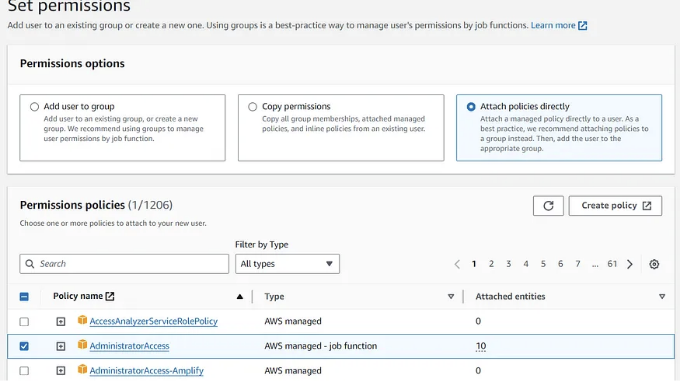 Set permissions
Add user to an existing group or create a new one. Using groups is a best-practice way to manage user's permissions by job functions. Learn more
Permissions options
Add user to group
Add user to an existing group, or create a new
group. We recommend using groups to manage
user permissions by job function.
Copy permissions
Copy all group memberships, attached managed
policies, and inline policies from an existing user.
Attach policies directly
Attach a managed policy directly to a user. As a
best practice, we recommend attaching policies to
a group instead. Then, add the user to the
appropriate group.
Permissions policies (1/1206)
Choose one or more policies to attach to your new user.
Create policy
Filter by Type
Search
All types
1 2 3 4 5 6 7 ... 61
Policy name Type Attached entities
AccessAnalyzerServiceRolePolicy AWS managed 0
AdministratorAccess AWS managed - job function 10
AdministratorAccess-Amplify AWS managed 0